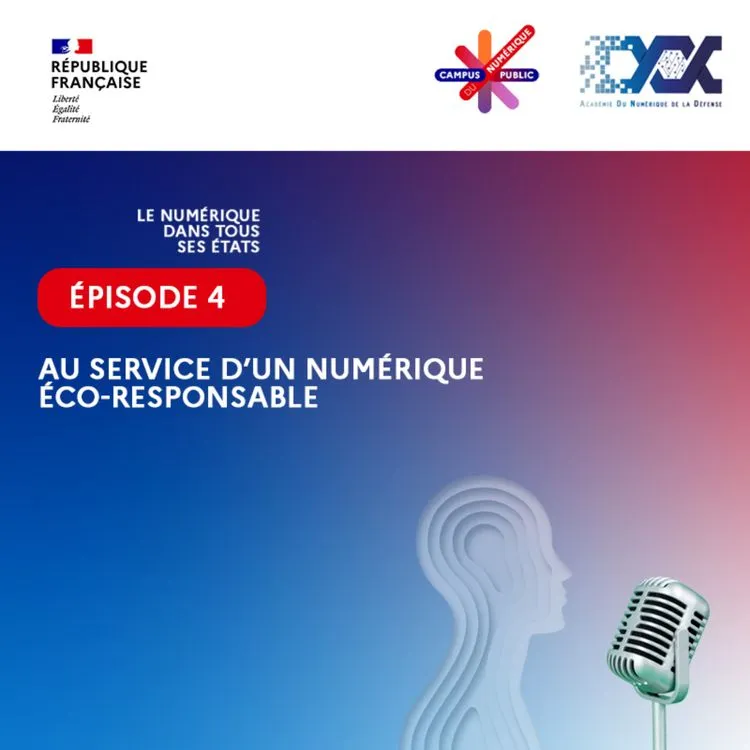 RÉPUBLIQUE
FRANÇAISE
Liberté
Égalité
Fraternité
CAMPUS
DU
NUMÉRIQUE
PUBLIC
Académie Du Numérique de la Défense
LE NUMÉRIQUE
DANS TOUS
SES ÉTATS
ÉPISODE 4
AU SERVICE D’UN NUMÉRIQUE
ÉCO-RESPONSABLE